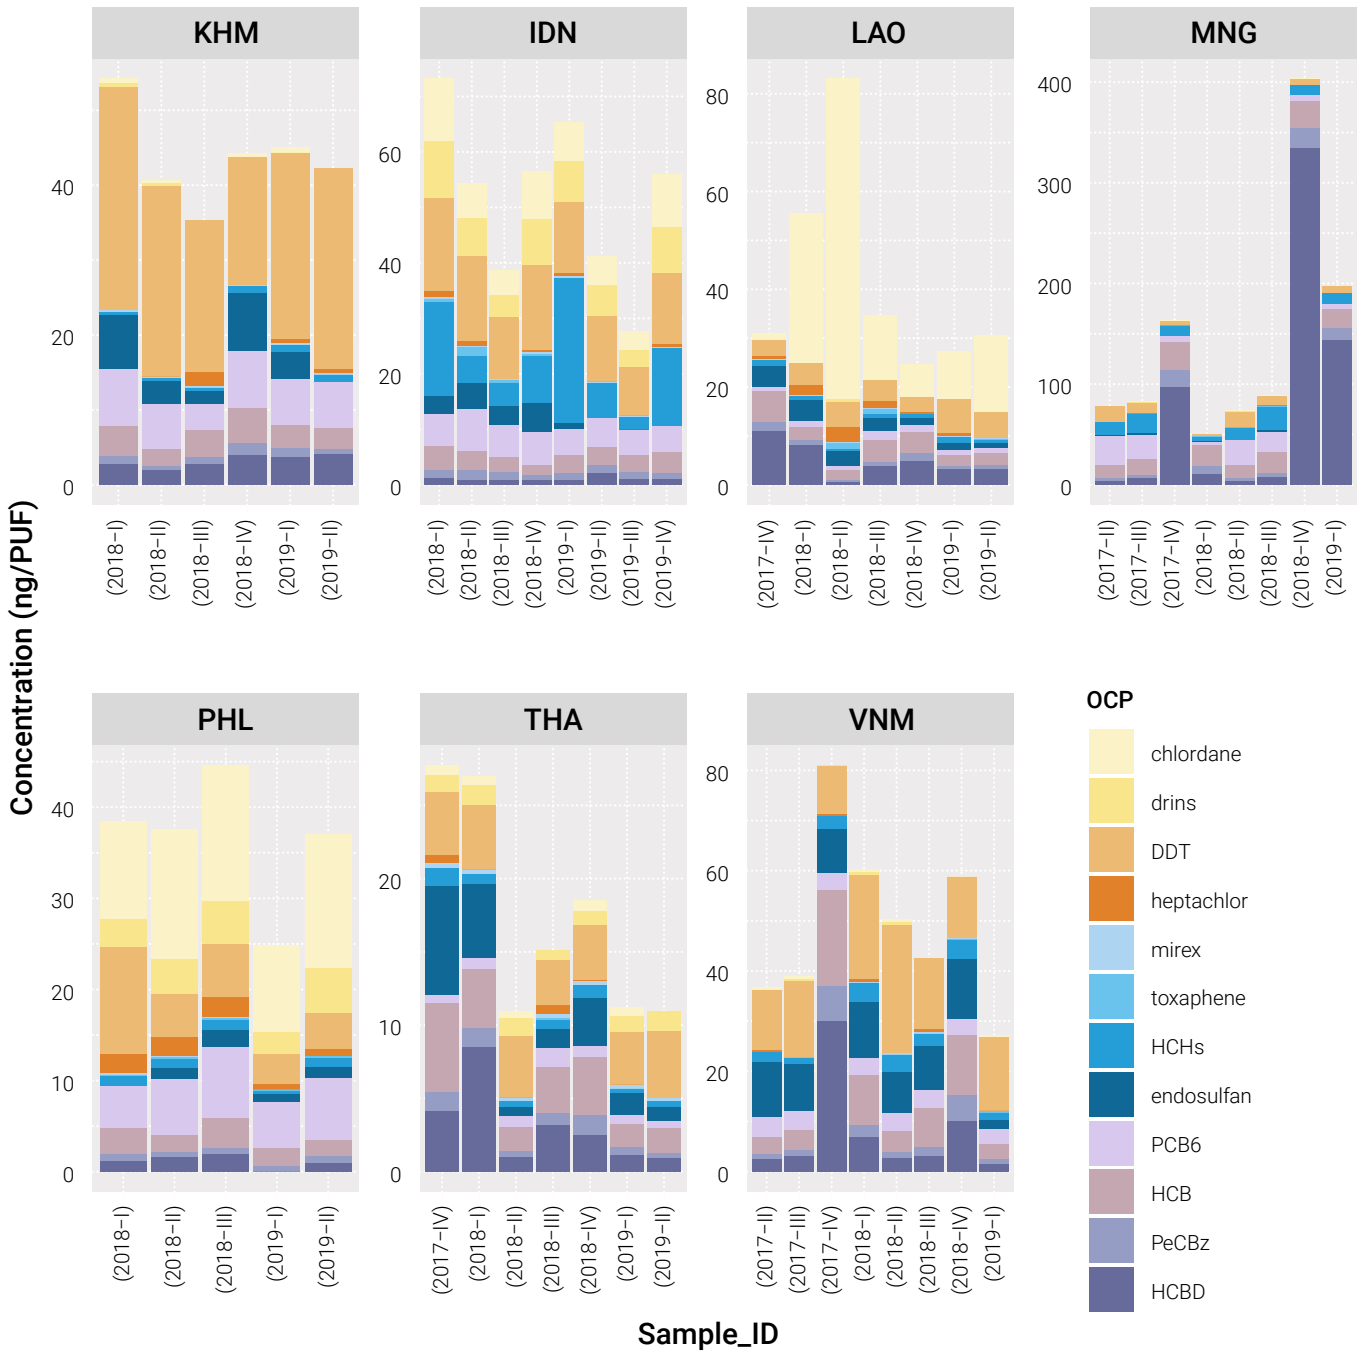 KHM
IDN
LAO
MNG
40
20
0
60
40
20
0
80
60
40
20
0
400
300
200
100
0
(2018-I)
(2018-II)
(2018-III)
(2018-IV)
(2019-I)
(2019-II)
(2018-I)
(2018-II)
(2018-III)
(2018-IV)
(2019-I)
(2019-II)
(2019-III)
(2019-IV)
(2017-IV)
(2018-I)
(2018-II)
(2018-III)
(2018-IV)
(2019-I)
(2019-II)
(2017-II)
(2017-III)
(2017-IV)
(2018-I)
(2018-II)
(2018-III)
(2018-IV)
(2019-I)
Concentration (ng/PUF)
PHL
THA
VNM
40
30
20
10
0
20
10
0
80
60
40
20
0
(2018-I)
(2018-II)
(2018-III)
(2019-I)
(2019-II)
(2017-IV)
(2018-I)
(2018-II)
(2018-III)
(2018-IV)
(2019-I)
(2019-II)
(2017-II)
(2017-III)
(2017-IV)
(2018-I)
(2018-II)
(2018-III)
(2018-IV)
(2019-I)
Sample_ID
OCP
chlordane
drins
DDT
heptachlor
mirex
toxaphene
HCHs
endosulfan
PCB6
HCB
PeCBz
HCBD